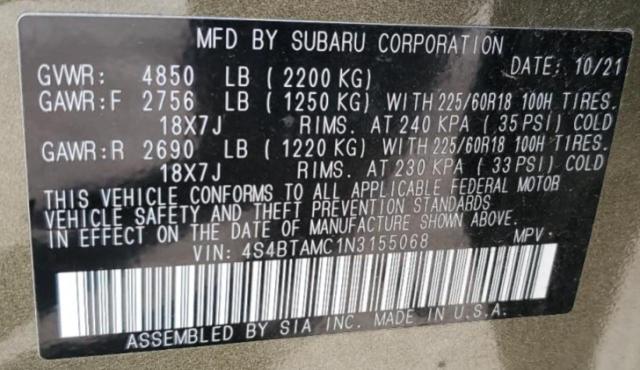 MFD BY SUBARU CORPORATION
DATE: 10/21
GVWR: 4850 LB (2200 KG)
GAWR:F 2756 LB (1250 KG) WITH 225/60R18 100H TIRES.
18X7J RIMS. AT 240 KPA (35 PSI) COLD
GAWR:R 2690 LB (1220 KG) WITH 225/60R18 100H TIRES.
18X7J RIMS. AT 230 KPA (33 PSI) COLD
THIS VEHICLE CONFORMS TO ALL APPLICABLE FEDERAL MOTOR
VEHICLE SAFETY AND THEFT PREVENTION STANDARDS
IN EFFECT ON THE DATE OF MANUFACTURE SHOWN ABOVE.
VIN: 4S4BTAMC1N3155068 MPV
ASSEMBLED BY SIA INC. MADE IN U.S.A.